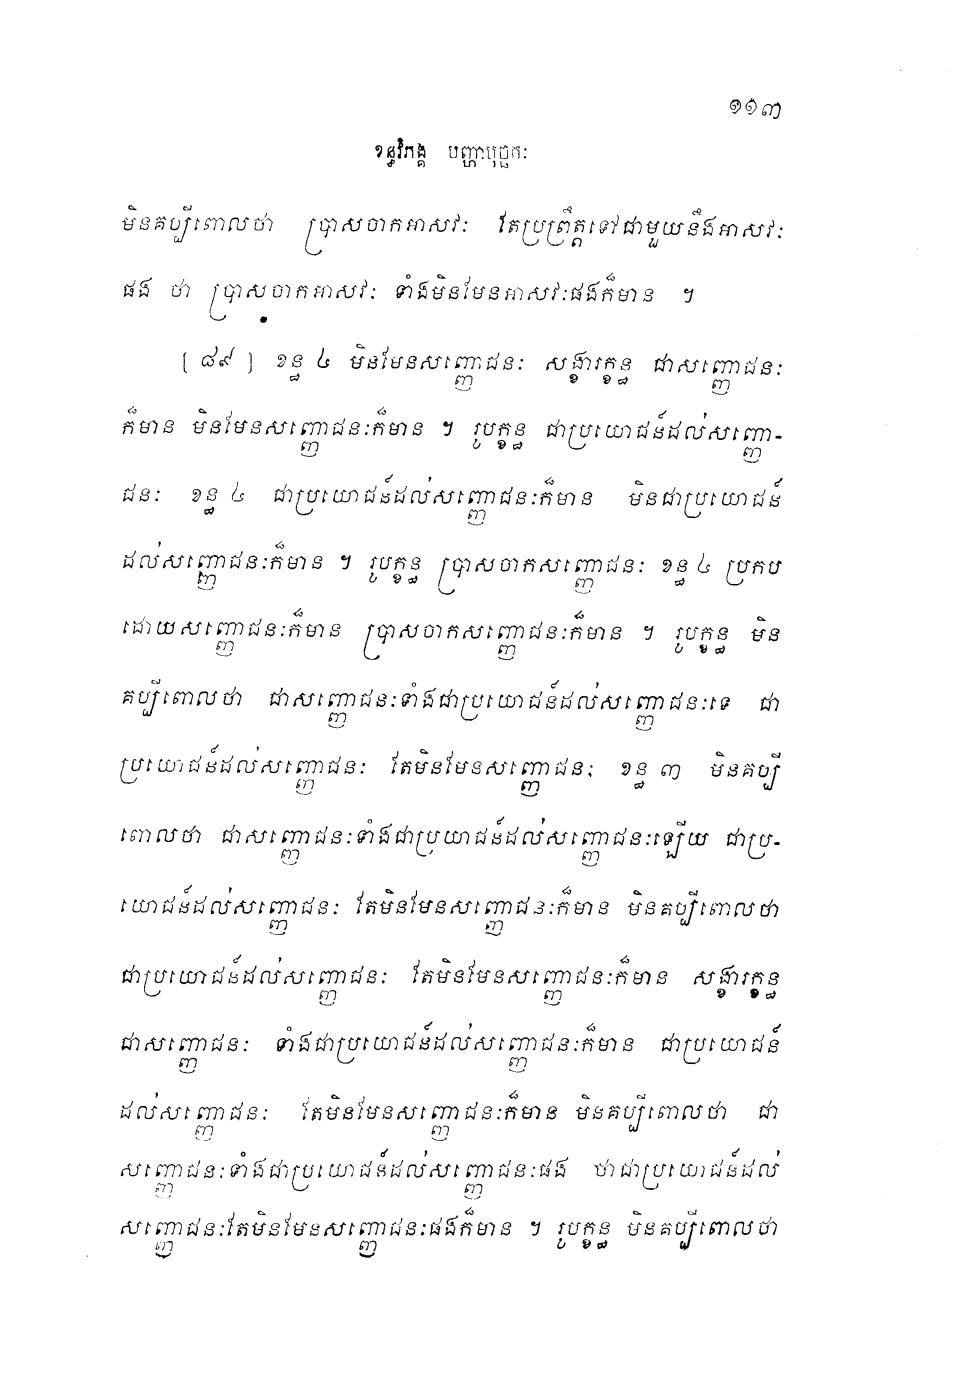 ១១៣
ខន្ធវិភង្គ បញ្ហាបុច្ឆកៈ
មិនគប្បីពោលថា ប្រាសចាកអាសវៈ តែប្រព្រឹត្តទៅជាមួយនឹងអាសវៈ
ផង ថា ប្រាសចាកអាសវៈ ទាំងមិនមែនអាសវៈផងក៏មាន ។
[ ៨៩ ] ខន្ធ ៤ មិនមែនសញ្ញោជនៈ សង្ខារក្ខន្ធ ជាសញ្ញោជនៈ
ក៏មាន មិនមែនសញ្ញោជនៈក៏មាន ។ រូបក្ខន្ធ ជាប្រយោជន៍ដល់សញ្ញោ-
ជនៈ ខន្ធ ៤ ជាប្រយោជន៍ដល់សញ្ញោជនៈក៏មាន មិនជាប្រយោជន៍
ដល់សញ្ញោជនៈក៏មាន ។ រូបក្ខន្ធ ប្រាសចាកសញ្ញោជនៈ ខន្ធ ៤ ប្រកប
ដោយសញ្ញោជនៈក៏មាន ប្រាសចាកសញ្ញោជនៈក៏មាន ។ រូបក្ខន្ធ មិន
គប្បីពោលថា ជាសញ្ញោជនៈទាំងជាប្រយោជន៍ដល់សញ្ញោជនៈទេ ជា
ប្រយោជន៍ដល់សញ្ញោជនៈ តែមិនមែនសញ្ញោជនៈ ខន្ធ ៣ មិនគប្បី
ពោលថា ជាសញ្ញោជនៈទាំងជាប្រយោជន៍ដល់សញ្ញោជនៈឡើយ ជាប្រ-
យោជន៍ដល់សញ្ញោជនៈ តែមិនមែនសញ្ញោជនៈក៏មាន មិនគប្បីពោលថា
ជាប្រយោជន៍ដល់សញ្ញោជនៈ តែមិនមែនសញ្ញោជនៈក៏មាន សង្ខារក្ខន្ធ
ជាសញ្ញោជនៈ ទាំងជាប្រយោជន៍ដល់សញ្ញោជនៈក៏មាន ជាប្រយោជន៍
ដល់សញ្ញោជនៈ តែមិនមែនសញ្ញោជនៈក៏មាន មិនគប្បីពោលថា ជា
សញ្ញោជនៈទាំងជាប្រយោជន៍ដល់សញ្ញោជនៈផង ថាជាប្រយោជន៍ដល់
សញ្ញោជនៈតែមិនមែនសញ្ញោជនៈផងក៏មាន ។ រូបក្ខន្ធ មិនគប្បីពោលថា